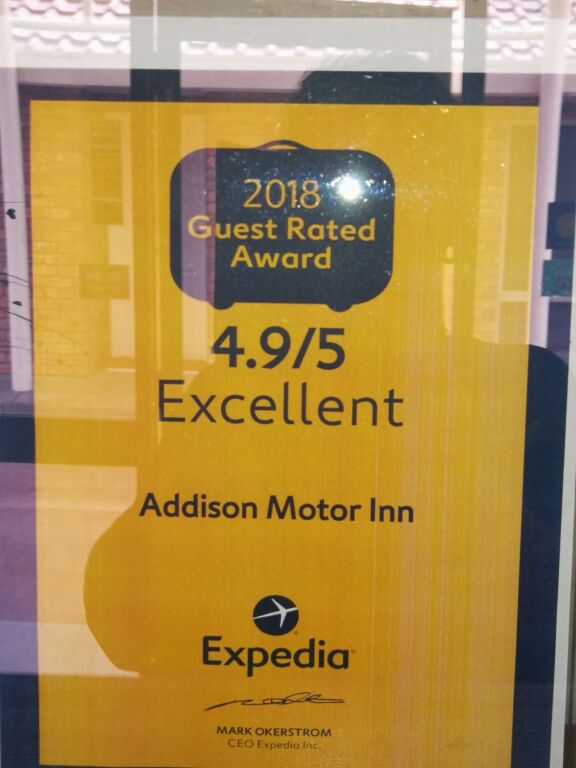 2018
Guest Rated
Award
4.9/5
Excellent
Addison Motor Inn
Expedia
MARK OKERSTROM
CEO Expedia Inc.